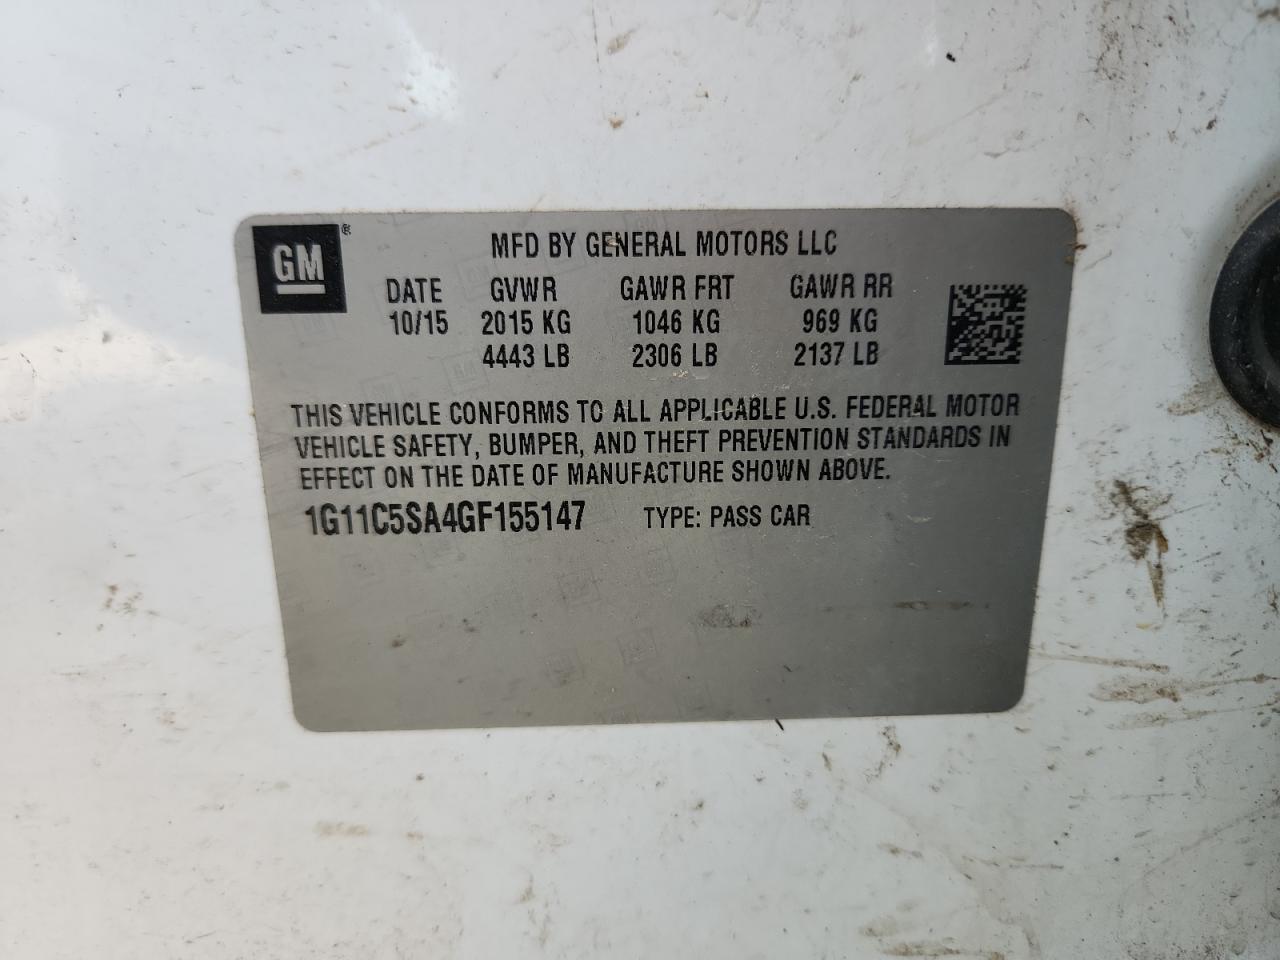 GM®
MFD BY GENERAL MOTORS LLC
DATE GVWR GAWR FRT GAWR RR
10/15 2015 KG 1046 KG 969 KG
4443 LB 2306 LB 2137 LB
THIS VEHICLE CONFORMS TO ALL APPLICABLE U.S. FEDERAL MOTOR
VEHICLE SAFETY, BUMPER, AND THEFT PREVENTION STANDARDS IN
EFFECT ON THE DATE OF MANUFACTURE SHOWN ABOVE.
1G11C5SA4GF155147 TYPE: PASS CAR